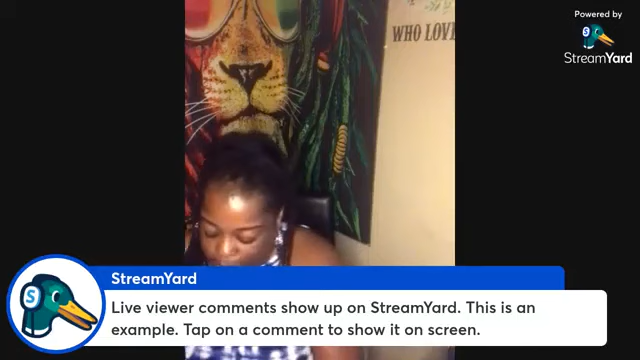 Powered by
StreamYard
WHO LOVE
StreamYard
Live viewer comments show up on StreamYard. This is an
example. Tap on a comment to show it on screen.